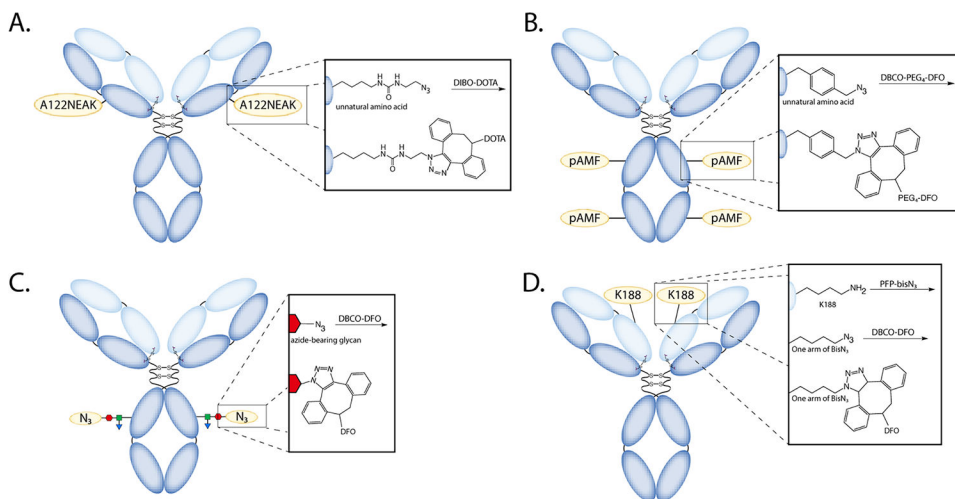 A.
A122NEAK
A122NEAK
S-S
S-S
H
N
H
N
O
N₃
DIBO-DOTA
unnatural amino acid
H
N
H
N
O
N
N=N
DOTA
B.
S-S
S-S
pAMF
pAMF
pAMF
pAMF
N₃
DBCO-PEG₄-DFO
unnatural amino acid
N=N
N
PEG₄-DFO
C.
S-S
S-S
N₃
N₃
N₃
DBCO-DFO
azide-bearing glycan
N=N
N
DFO
D.
K188
K188
S-S
S-S
NH₂
PFP-bisN₃
K188
N₃
DBCO-DFO
One arm of BisN₃
N=N
N
One arm of BisN₃
DFO